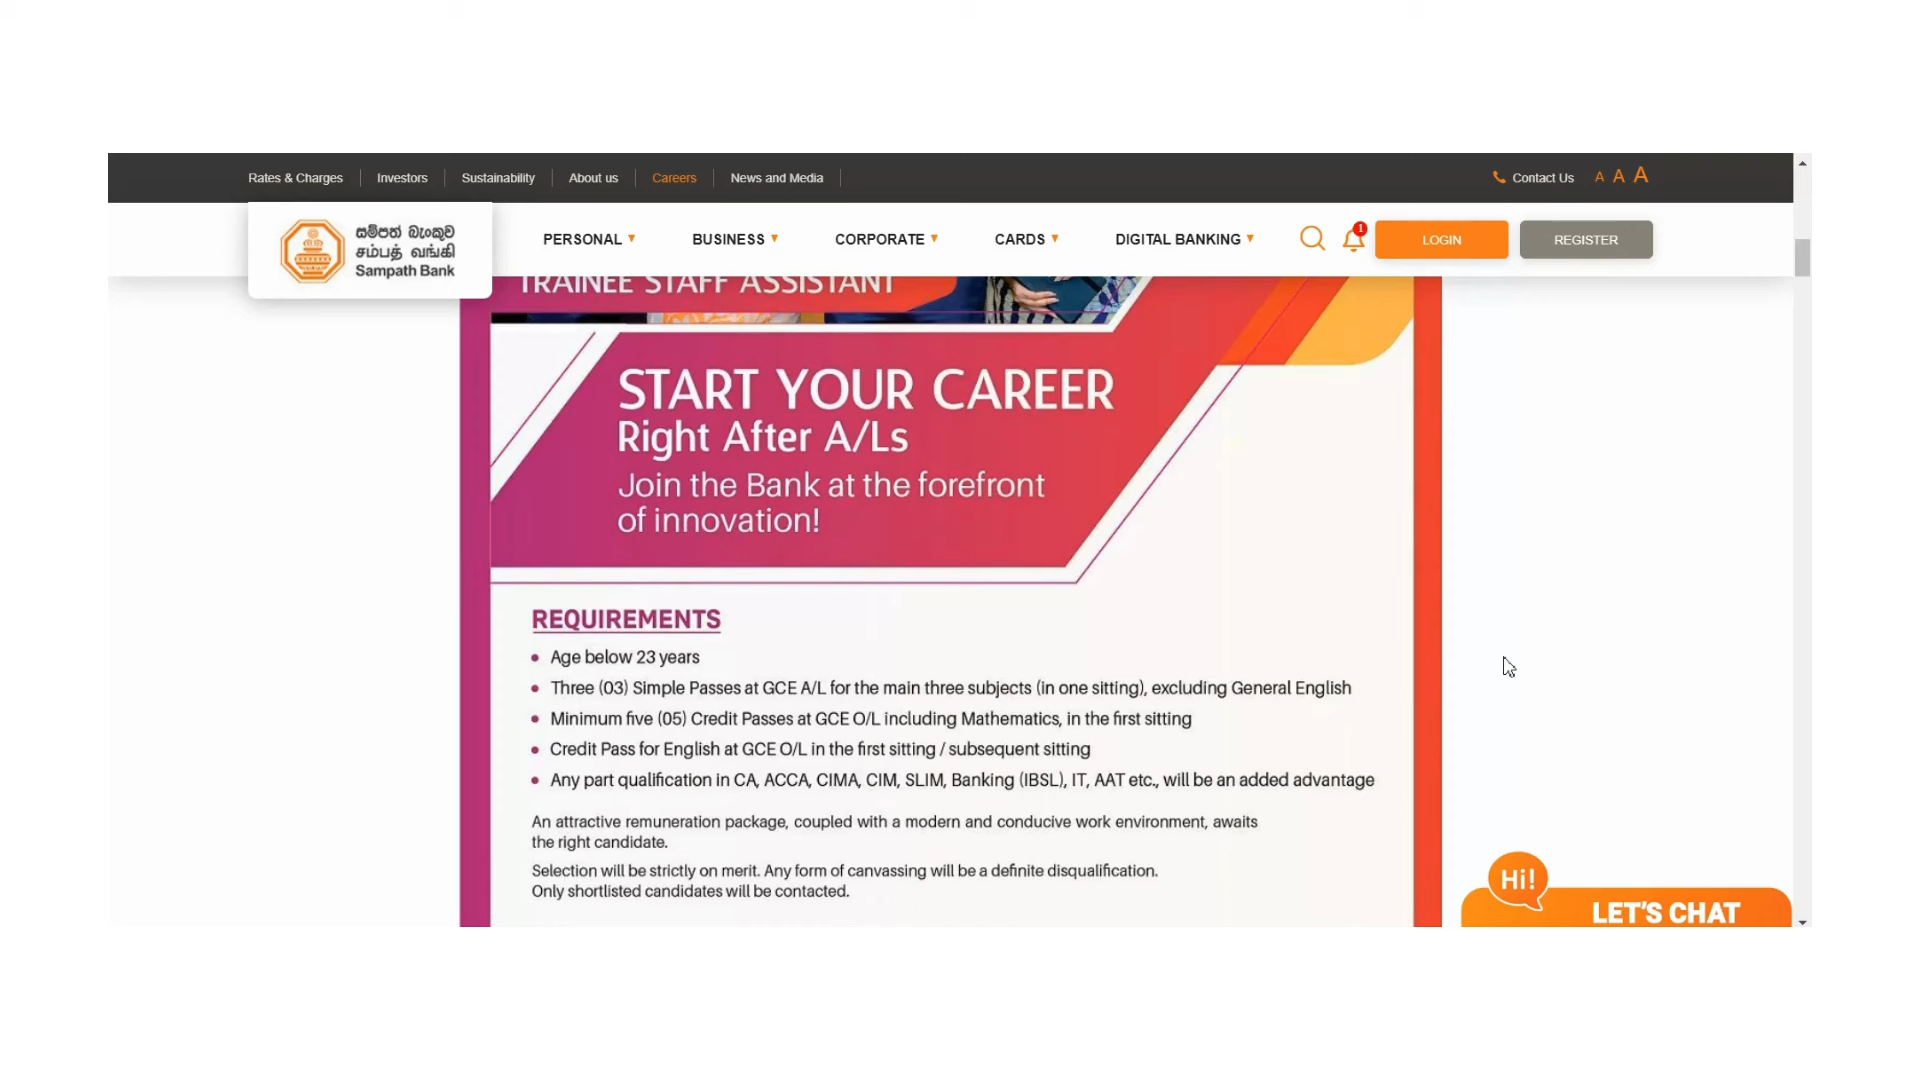 Rates & Charges
Investors
Sustainability
About us
Careers
News and Media
Contact Us
A A A
සම්පත් බැංකුව
சம்பத் வங்கி
Sampath Bank
PERSONAL
BUSINESS
CORPORATE
CARDS
DIGITAL BANKING
1
LOGIN
REGISTER
TRAINEE STAFF ASSISTANT
START YOUR CAREER
Right After A/Ls
Join the Bank at the forefront
of innovation!
REQUIREMENTS
• Age below 23 years
• Three (03) Simple Passes at GCE A/L for the main three subjects (in one sitting), excluding General English
• Minimum five (05) Credit Passes at GCE O/L including Mathematics, in the first sitting
• Credit Pass for English at GCE O/L in the first sitting / subsequent sitting
• Any part qualification in CA, ACCA, CIMA, CIM, SLIM, Banking (IBSL), IT, AAT etc., will be an added advantage
An attractive remuneration package, coupled with a modern and conducive work environment, awaits
the right candidate.
Selection will be strictly on merit. Any form of canvassing will be a definite disqualification.
Only shortlisted candidates will be contacted.
Hi!
LET'S CHAT